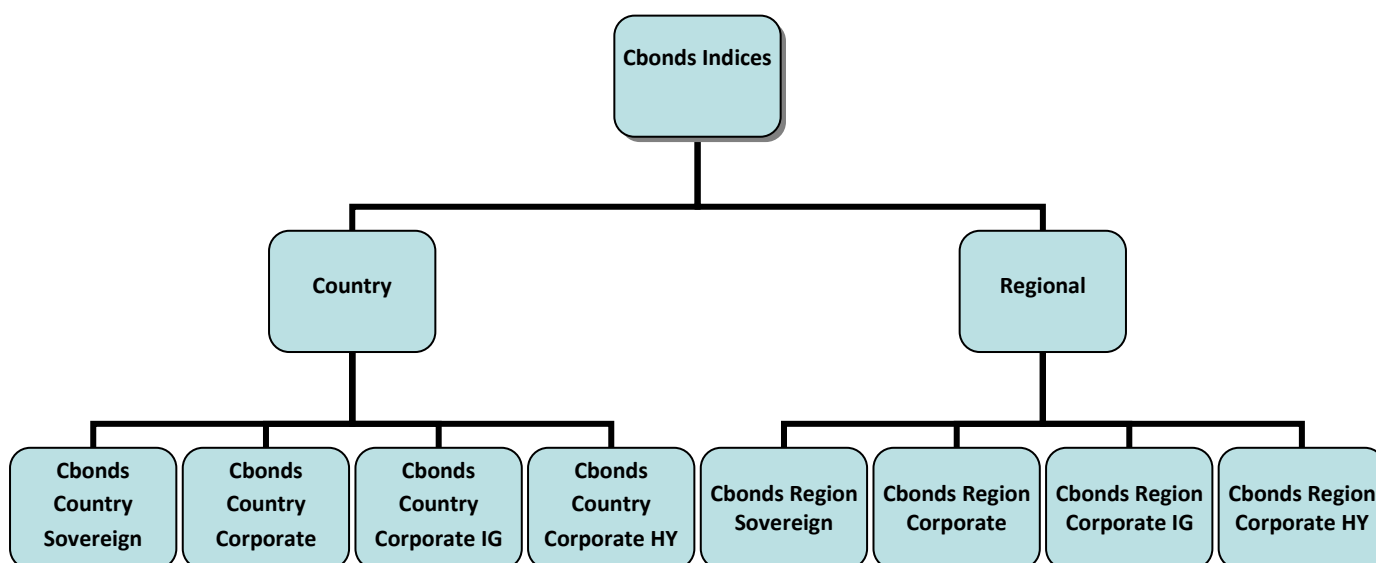 Cbonds Indices
Country
Regional
Cbonds
Country
Sovereign
Cbonds
Country
Corporate
Cbonds
Country
Corporate IG
Cbonds
Country
Corporate HY
Cbonds Region
Sovereign
Cbonds Region
Corporate
Cbonds Region
Corporate IG
Cbonds Region
Corporate HY